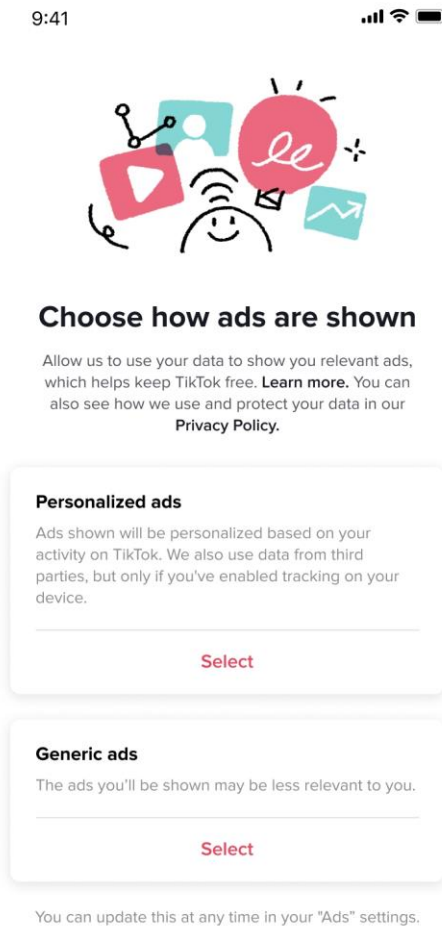 9:41
Choose how ads are shown
Allow us to use your data to show you relevant ads,
which helps keep TikTok free. Learn more. You can
also see how we use and protect your data in our
Privacy Policy.
Personalized ads
Ads shown will be personalized based on your
activity on TikTok. We also use data from third
parties, but only if you've enabled tracking on your
device.
Select
Generic ads
The ads you'll be shown may be less relevant to you.
Select
You can update this at any time in your "Ads" settings.